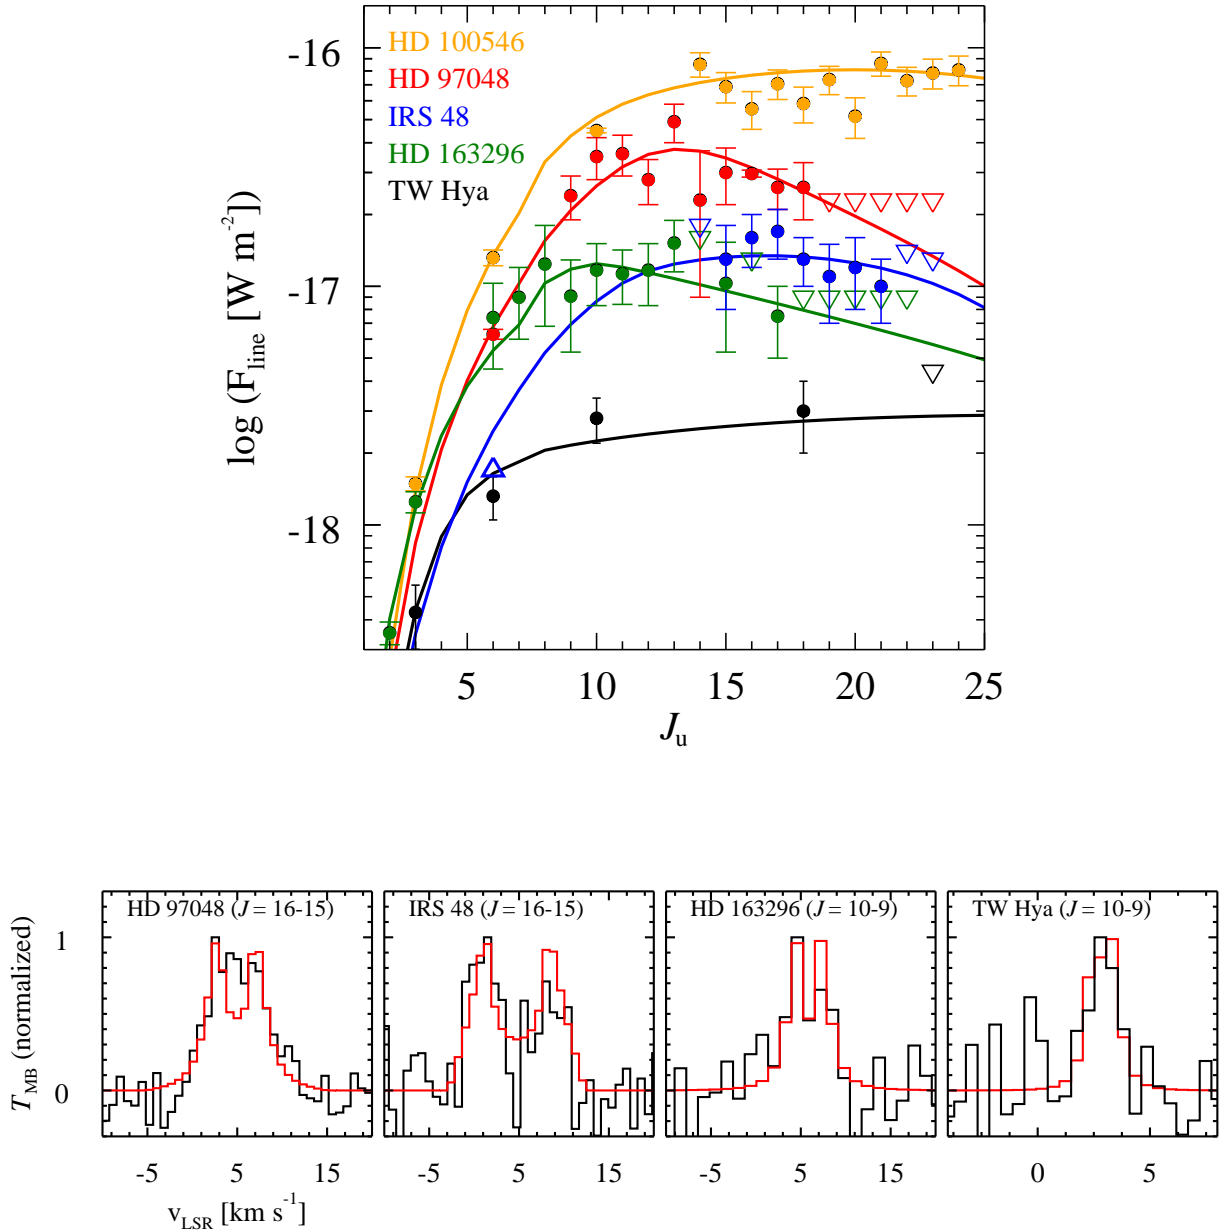 HD 100546
HD 97048
IRS 48
HD 163296
TW Hya
-16
-17
-18
log (F_line [W m^-2])
5 10 15 20 25
J_u
HD 97048 (J = 16-15)
IRS 48 (J = 16-15)
HD 163296 (J = 10-9)
TW Hya (J = 10-9)
1
0
T_MB (normalized)
-5 5 15
-5 5 15
-5 5 15
0 5
v_LSR [km s^-1]